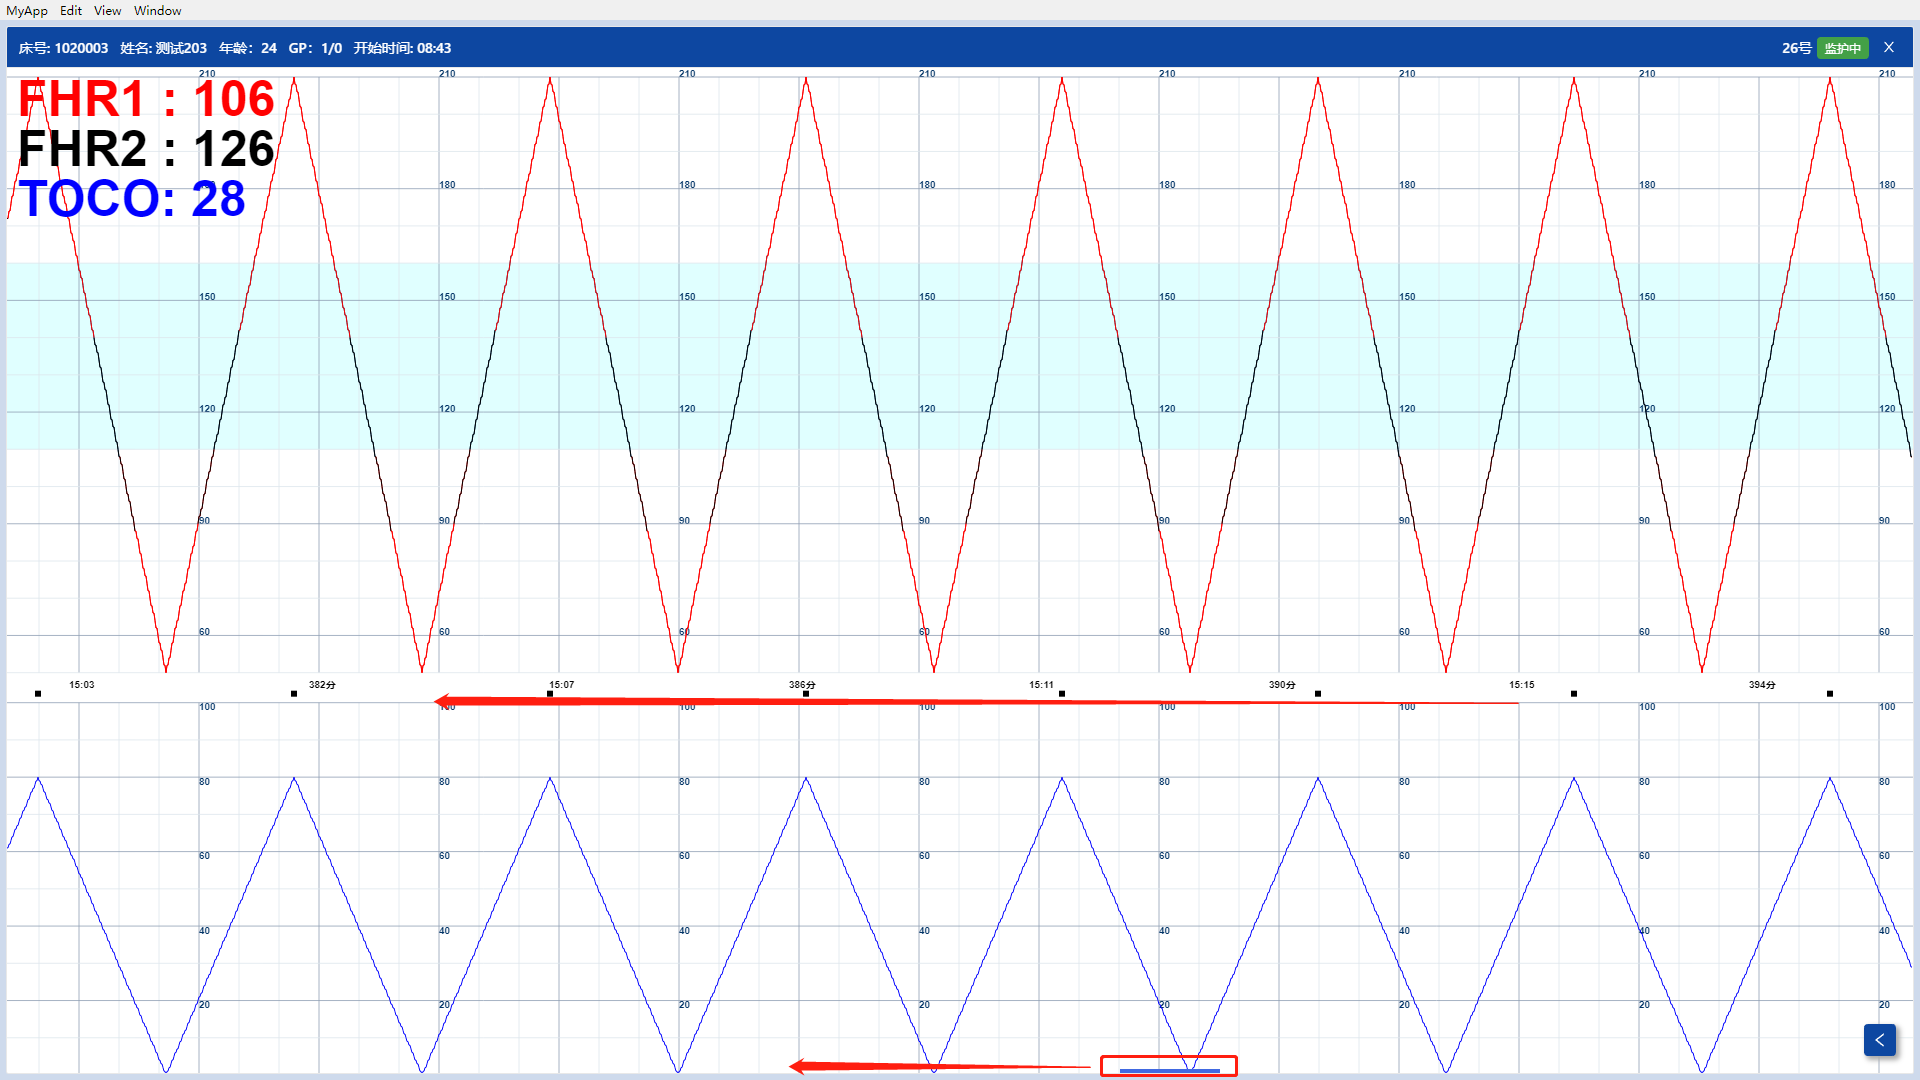 MyApp Edit View Window
床号: 1020003 姓名: 测试203 年龄: 24 GP: 1/0 开始时间: 08:43 26号 监护中 X
210 210 210 210 210 210 210 210
FHR1 : 106
FHR2 : 126
180 180 180 180 180 180 180 180
TOCO: 28
150 150 150 150 150 150 150 150
120 120 120 120 120 120 120 120
90 90 90 90 90 90 90 90
60 60 60 60 60 60 60 60
15:03 382分 15:07 386分 15:11 390分 15:15 394分
100 100 100 100 100 100 100 100
80 80 80 80 80 80 80 80
60 60 60 60 60 60 60 60
40 40 40 40 40 40 40 40
20 20 20 20 20 20 20 20